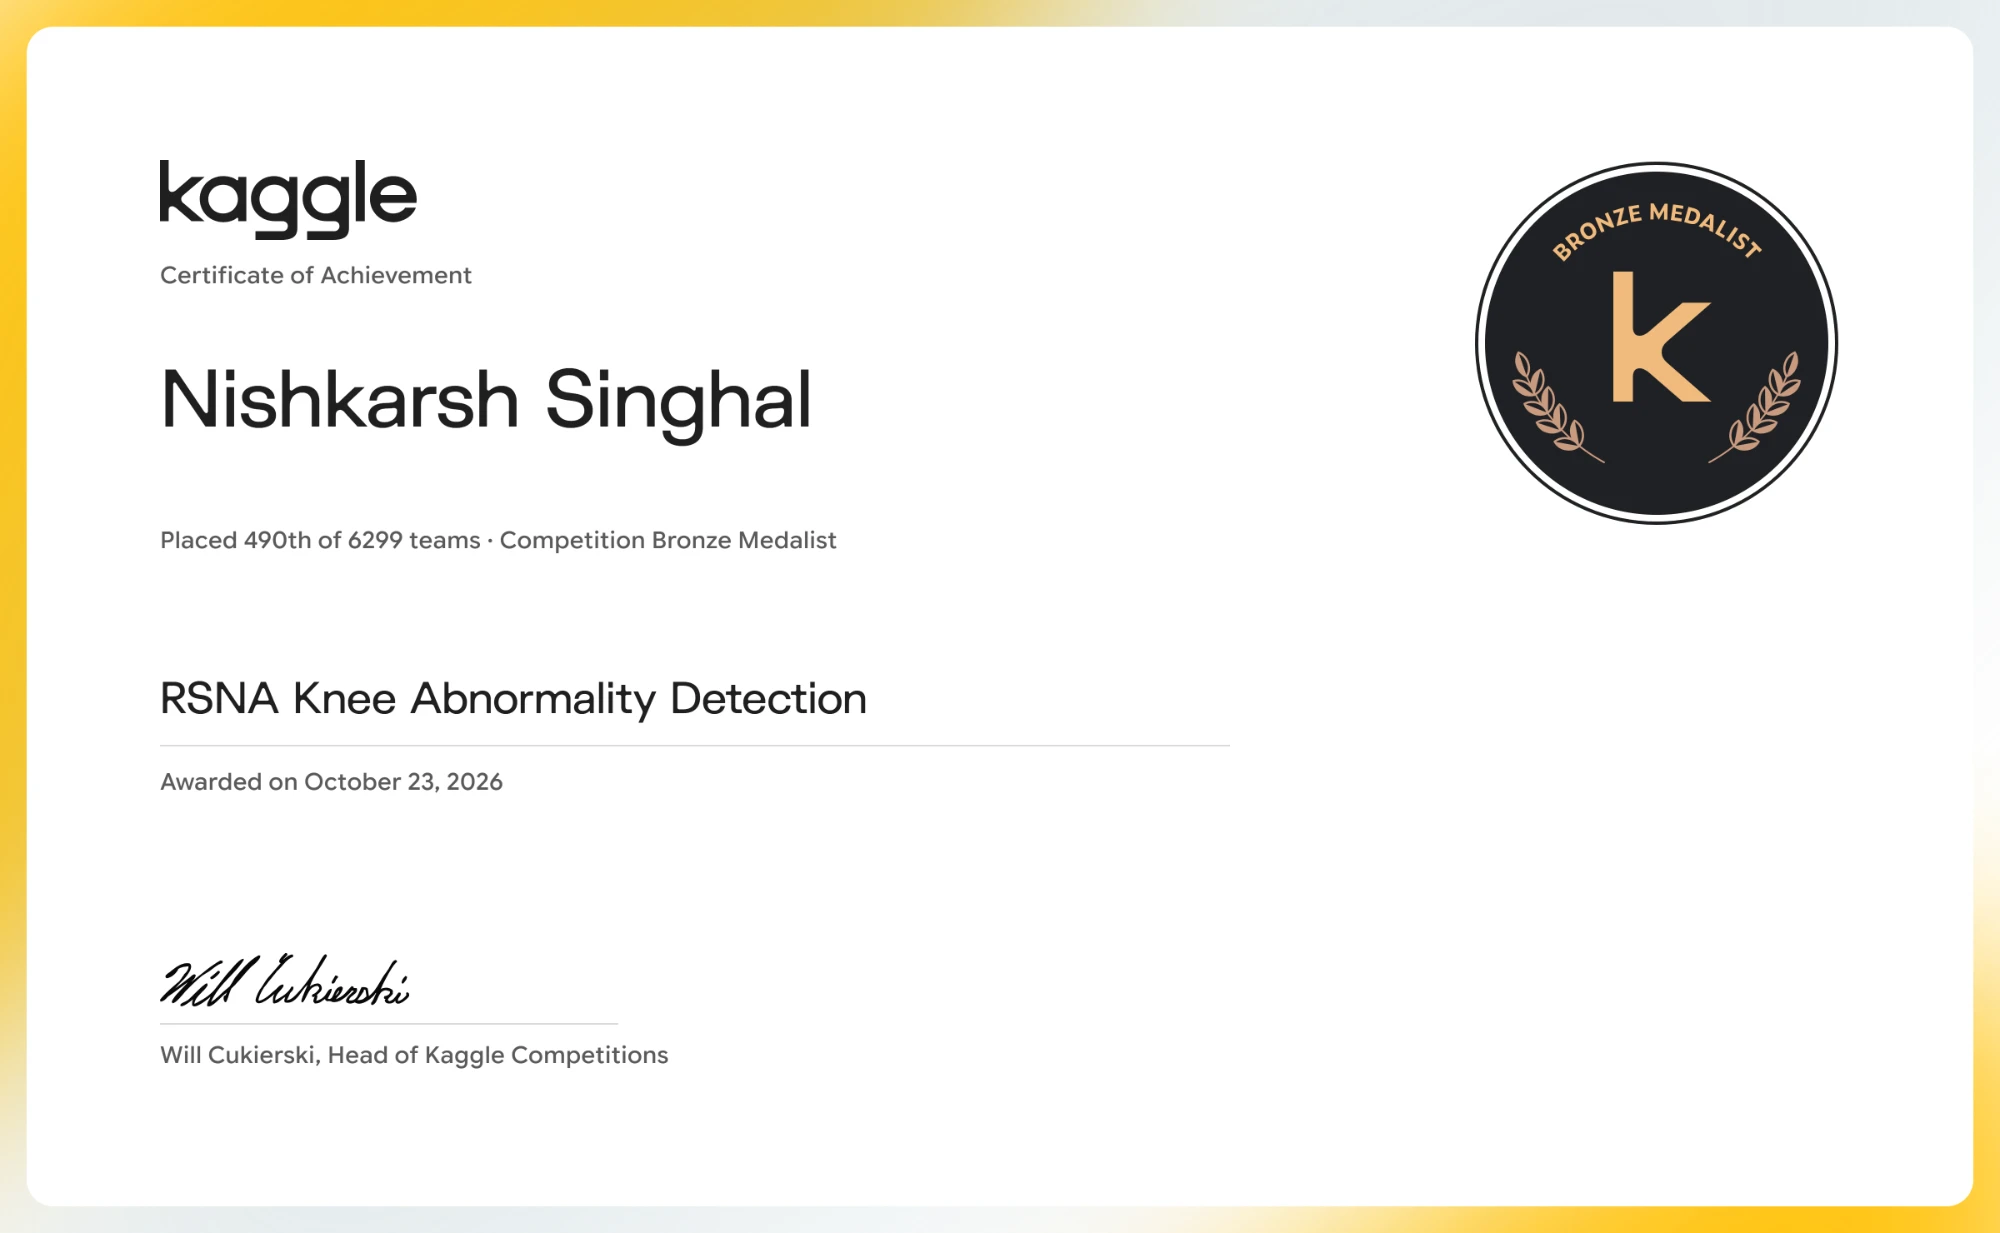 kaggle
Certificate of Achievement
BRONZE MEDALIST
k
Nishkarsh Singhal
Placed 490th of 6299 teams · Competition Bronze Medalist
RSNA Knee Abnormality Detection
Awarded on October 23, 2026
Will Cukierski
Will Cukierski, Head of Kaggle Competitions